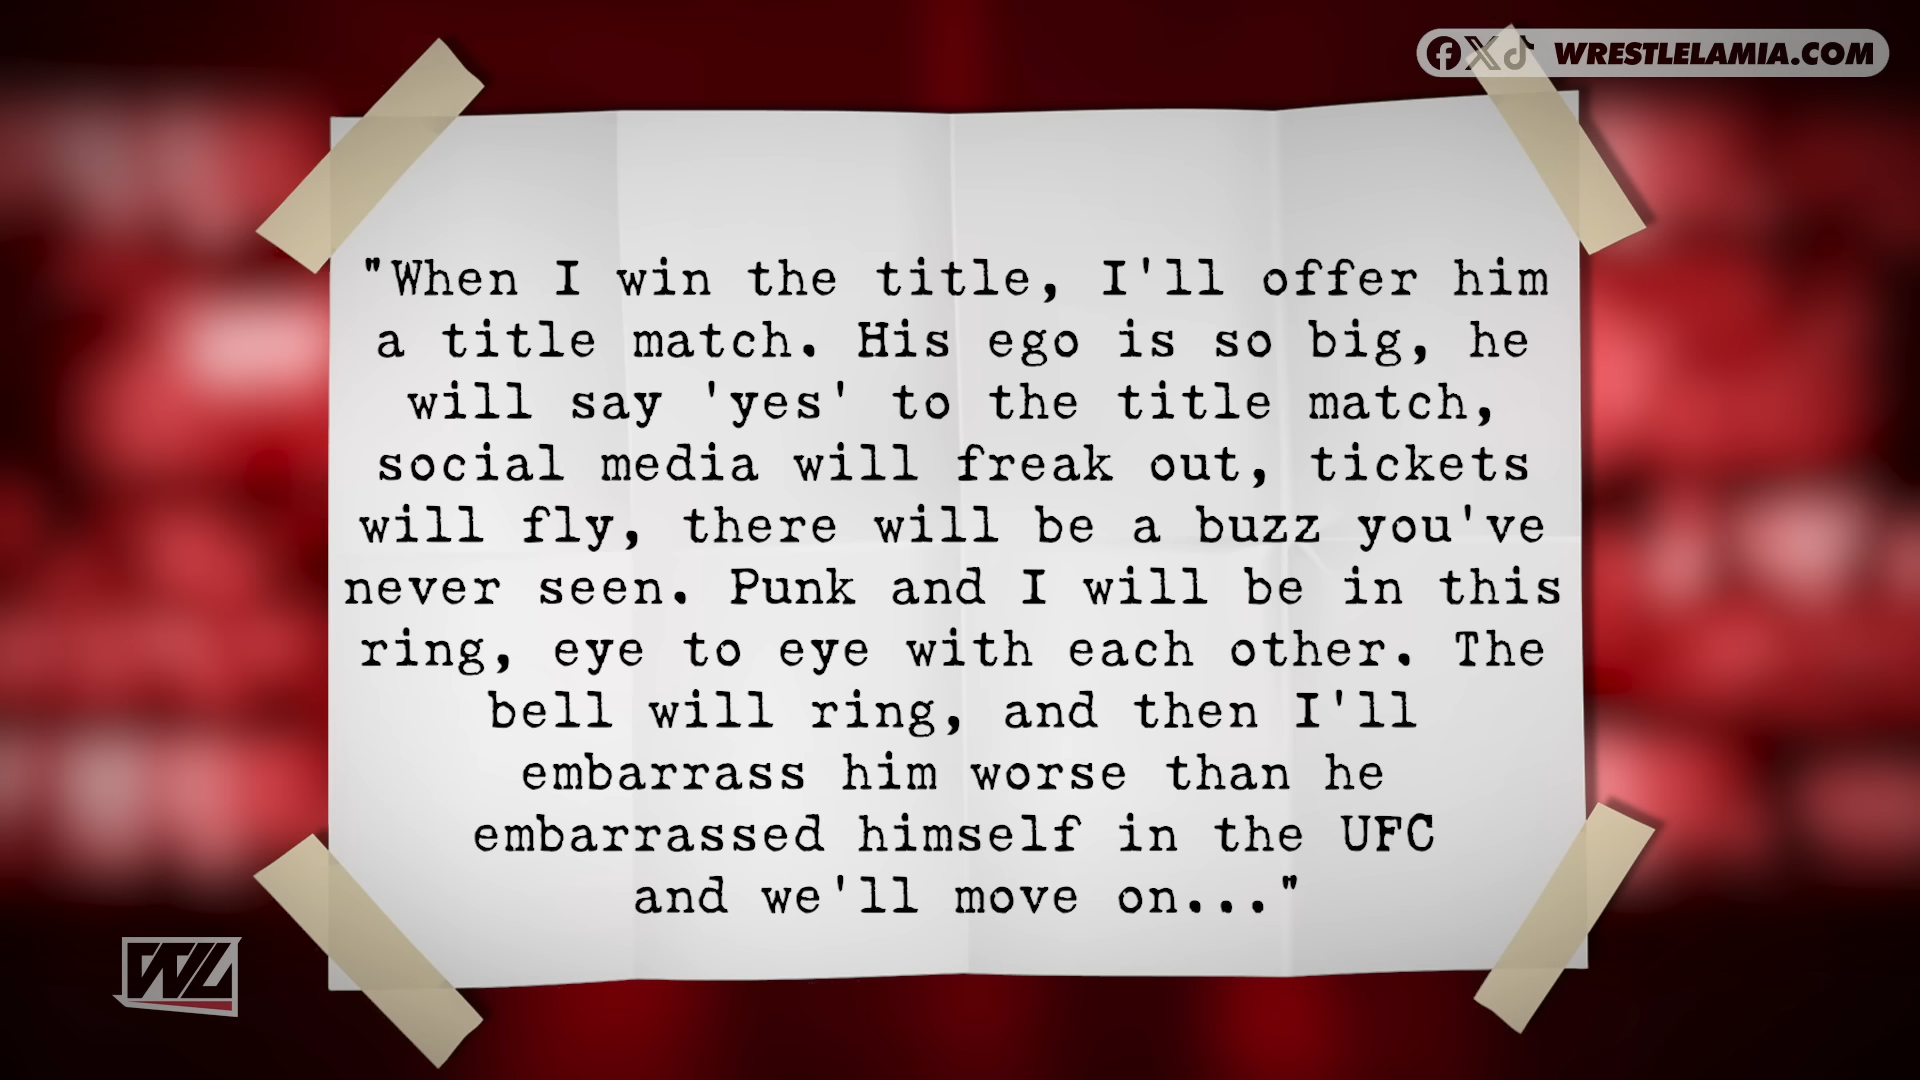 WRESTLELAMIA.COM
"When I win the title, I'll offer him
a title match. His ego is so big, he
will say 'yes' to the title match,
social media will freak out, tickets
will fly, there will be a buzz you've
never seen. Punk and I will be in this
ring, eye to eye with each other. The
bell will ring, and then I'll
embarrass him worse than he
embarrassed himself in the UFC
and we'll move on..."
WL